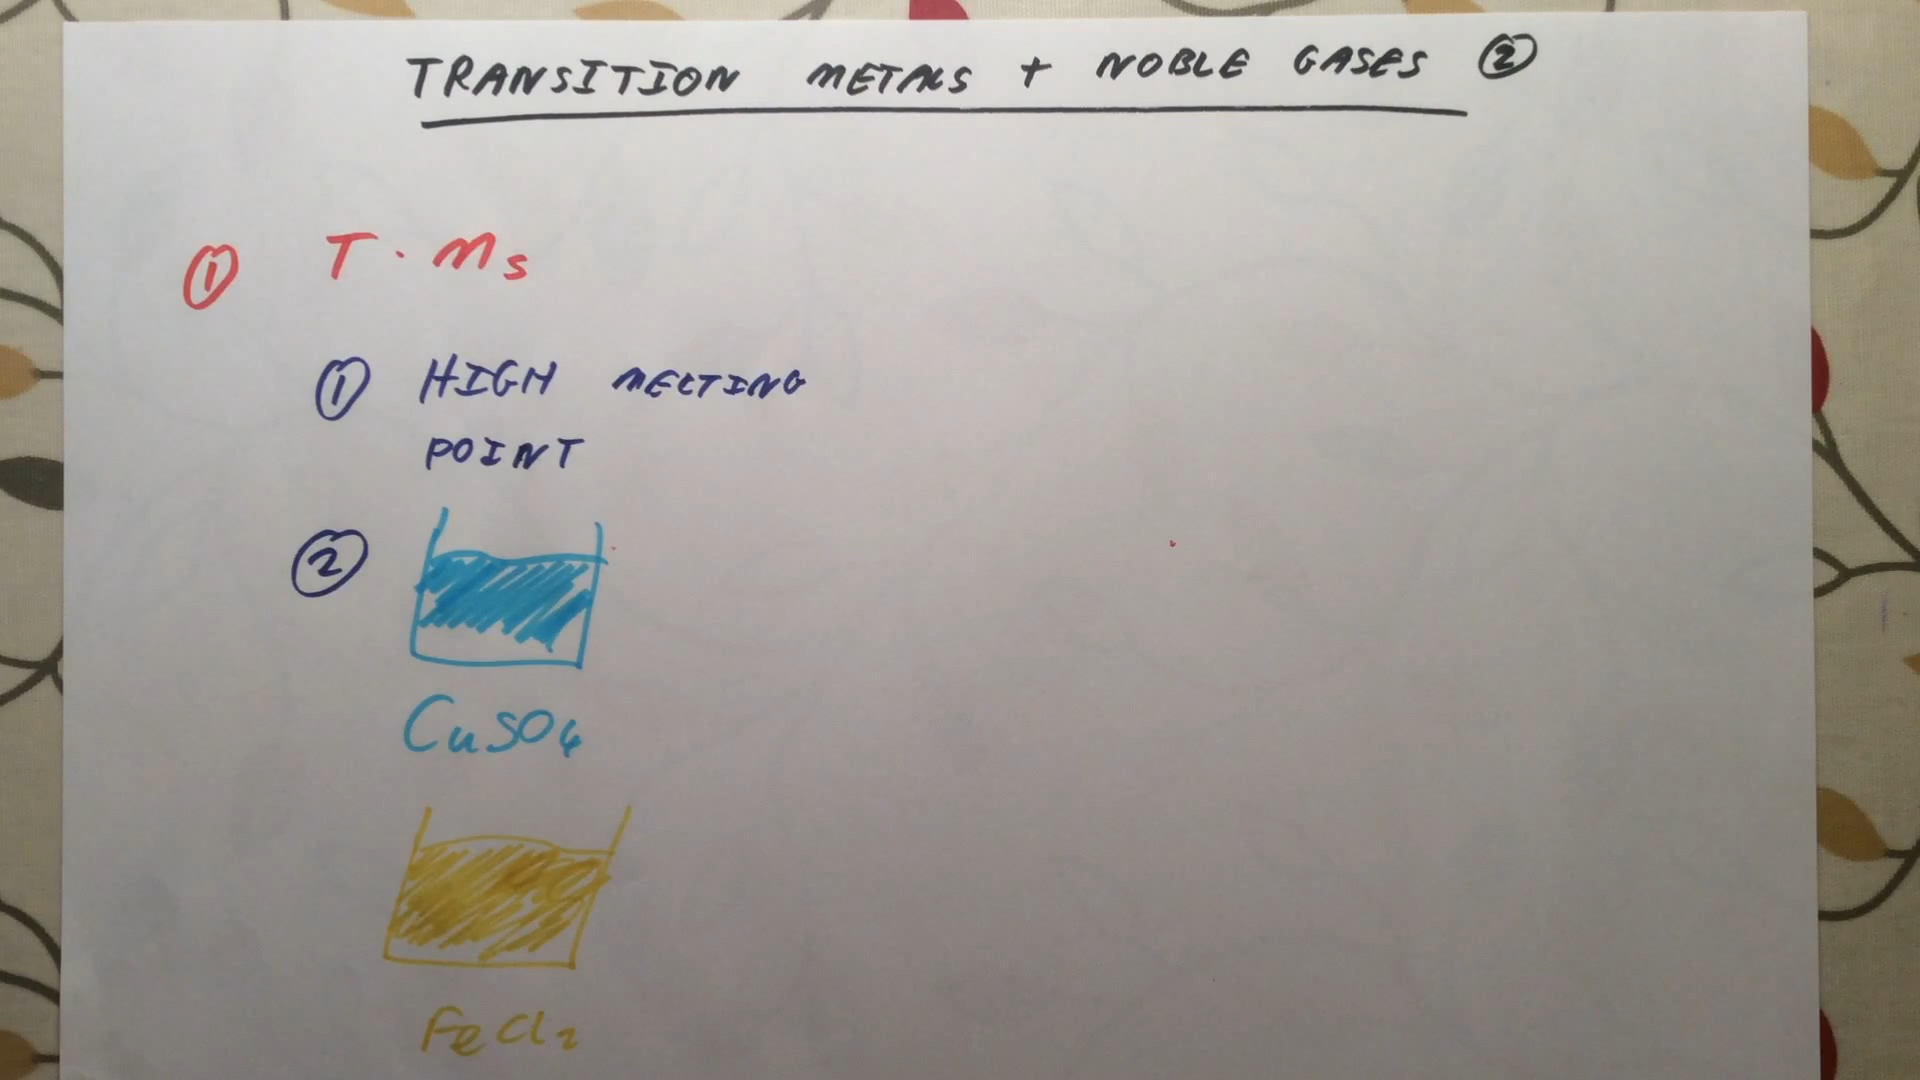 TRANSITION METALS + NOBLE GASES ②
① T.Ms
① HIGH MELTING
POINT
②
CuSO4
FeCl2